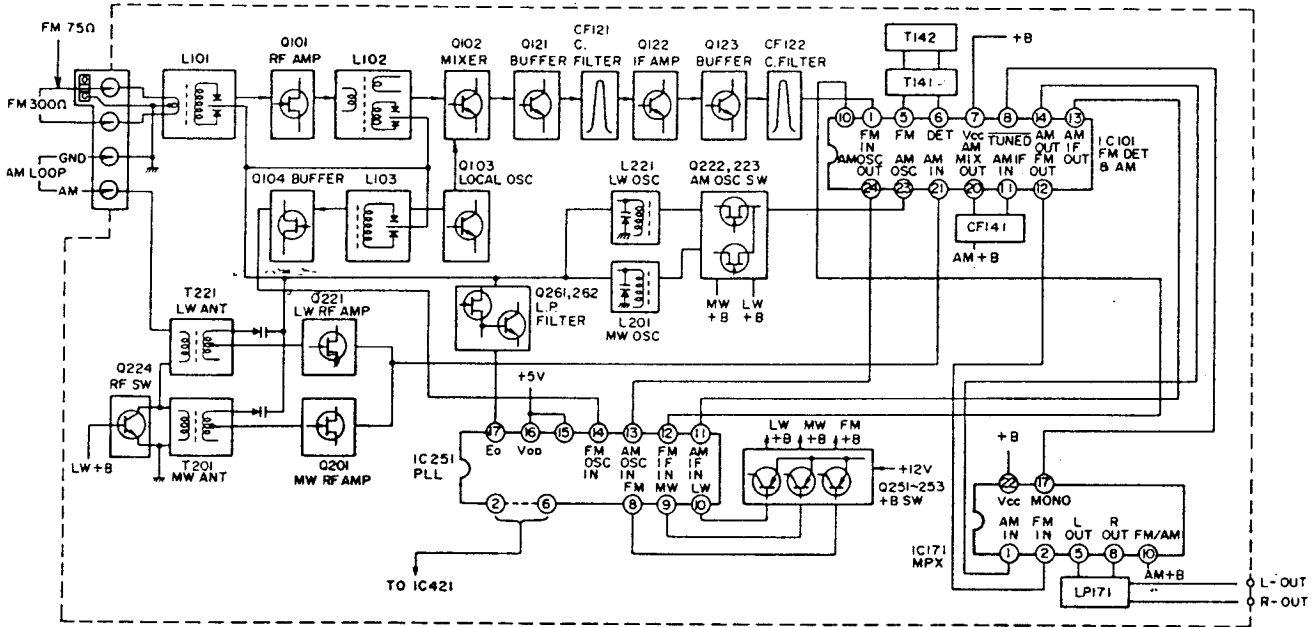 FM 75Ω
FM300Ω
GND
AM LOOP
AM
L101
Q101
RF AMP
L102
Q102
MIXER
Q121
BUFFER
CF121
C.
FILTER
Q122
IF AMP
Q123
BUFFER
CF122
C.FILTER
T142
T141
+B
10
1
5
6
7
8
14
13
FM IN
FM
DET
Vcc
TUNED
AM OUT
AM IF OUT
AM OSC OUT
AM OSC
AM IN
AM MIX OUT
AM IF IN
FM OUT
24
23
21
20
11
12
IC101
FM DET
& AM
CF141
AM+B
Q104 BUFFER
L103
Q103
LOCAL OSC
L221
LW OSC
Q222,223
AM OSC SW
L201
MW OSC
MW
+B
LW
+B
Q261,262
L.P.
FILTER
T221
LW ANT
Q221
LW RF AMP
Q224
RF SW
LW+B
T201
MW ANT
Q201
MW RF AMP
+5V
IC251
PLL
17
16
15
14
13
12
11
EO
VDD
FM OSC IN
AM OSC IN
FM IF IN
AM IF IN
FM
MW
LW
2
6
8
9
10
TO IC421
LW
+B
MW
+B
FM
+B
+12V
Q251~253
+B SW
+B
22
17
Vcc
MONO
AM IN
FM IN
L OUT
R OUT
FM/AM
1
2
5
8
10
IC171
MPX
AM+B
LP171
L-OUT
R-OUT